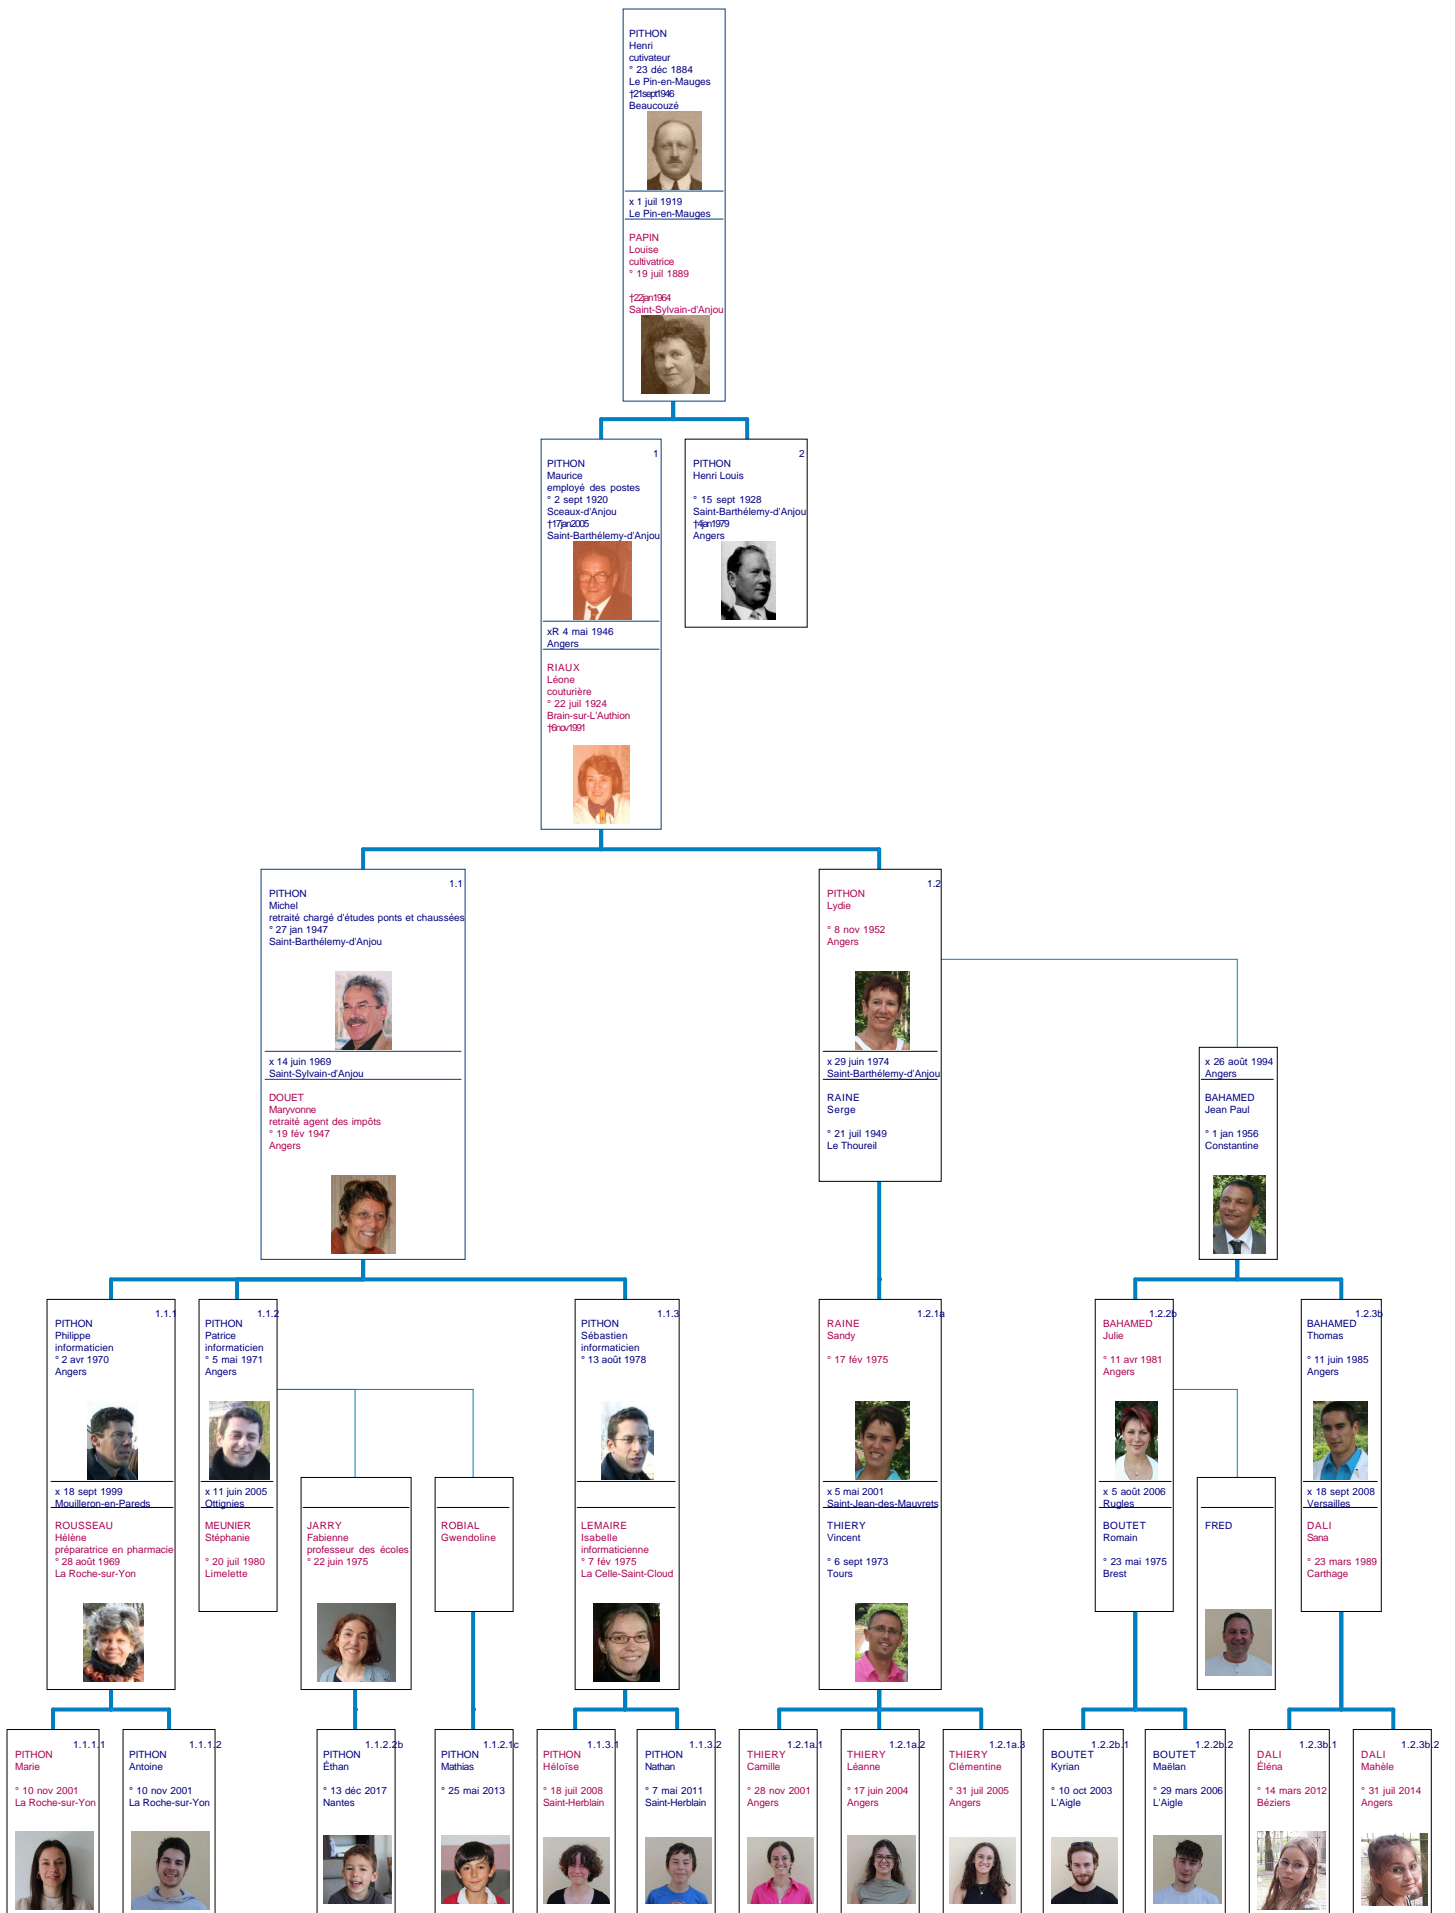 PITHON
Henri
cutivateur
° 23 déc 1884
Le Pin-en-Mauges
†21sept1946
Beaucouzé
x 1 juil 1919
Le Pin-en-Mauges
PAPIN
Louise
cultivatrice
° 19 juil 1889
†22jan1964
Saint-Sylvain-d'Anjou
1
PITHON
Maurice
employé des postes
° 2 sept 1920
Sceaux-d'Anjou
†17jan2005
Saint-Barthélemy-d'Anjou
xR 4 mai 1946
Angers
RIAUX
Léone
couturière
° 22 juil 1924
Brain-sur-L'Authion
†6nov1991
2
PITHON
Henri Louis
° 15 sept 1928
Saint-Barthélemy-d'Anjou
†4jan1979
Angers
1.1
PITHON
Michel
retraité chargé d'études ponts et chaussées
° 27 jan 1947
Saint-Barthélemy-d'Anjou
x 14 juin 1969
Saint-Sylvain-d'Anjou
DOUET
Maryvonne
retraité agent des impôts
° 19 fév 1947
Angers
1.2
PITHON
Lydie
° 8 nov 1952
Angers
x 29 juin 1974
Saint-Barthélemy-d'Anjou
RAINE
Serge
° 21 juil 1949
Le Thoureil
x 26 août 1994
Angers
BAHAMED
Jean Paul
° 1 jan 1956
Constantine
1.1.1
PITHON
Philippe
informaticien
° 2 avr 1970
Angers
x 18 sept 1999
Mouilleron-en-Pareds
ROUSSEAU
Hélène
préparatrice en pharmacie
° 28 août 1969
La Roche-sur-Yon
1.1.2
PITHON
Patrice
informaticien
° 5 mai 1971
Angers
x 11 juin 2005
Ottignies
MEUNIER
Stéphanie
° 20 juil 1980
Limelette
JARRY
Fabienne
professeur des écoles
° 22 juin 1975
ROBIAL
Gwendoline
1.1.3
PITHON
Sébastien
informaticien
° 13 août 1978
LEMAIRE
Isabelle
informaticienne
° 7 fév 1975
La Celle-Saint-Cloud
1.2.1a
RAINE
Sandy
° 17 fév 1975
x 5 mai 2001
Saint-Jean-des-Mauvrets
THIERY
Vincent
° 6 sept 1973
Tours
1.2.2b
BAHAMED
Julie
° 11 avr 1981
Angers
x 5 août 2006
Rugles
BOUTET
Romain
° 23 mai 1975
Brest
FRED
1.2.3b
BAHAMED
Thomas
° 11 juin 1985
Angers
x 18 sept 2008
Versailles
DALI
Sana
° 23 mars 1989
Carthage
1.1.1.1
PITHON
Marie
° 10 nov 2001
La Roche-sur-Yon
1.1.1.2
PITHON
Antoine
° 10 nov 2001
La Roche-sur-Yon
1.1.2.2b
PITHON
Éthan
° 13 déc 2017
Nantes
1.1.2.1c
PITHON
Mathias
° 25 mai 2013
1.1.3.1
PITHON
Héloïse
° 18 juil 2008
Saint-Herblain
1.1.3.2
PITHON
Nathan
° 7 mai 2011
Saint-Herblain
1.2.1a.1
THIERY
Camille
° 28 nov 2001
Angers
1.2.1a.2
THIERY
Léanne
° 17 juin 2004
Angers
1.2.1a.3
THIERY
Clémentine
° 31 juil 2005
Angers
1.2.2b.1
BOUTET
Kyrian
° 10 oct 2003
L'Aigle
1.2.2b.2
BOUTET
Maëlan
° 29 mars 2006
L'Aigle
1.2.3b.1
DALI
Éléna
° 14 mars 2012
Béziers
1.2.3b.2
DALI
Mahèle
° 31 juil 2014
Angers